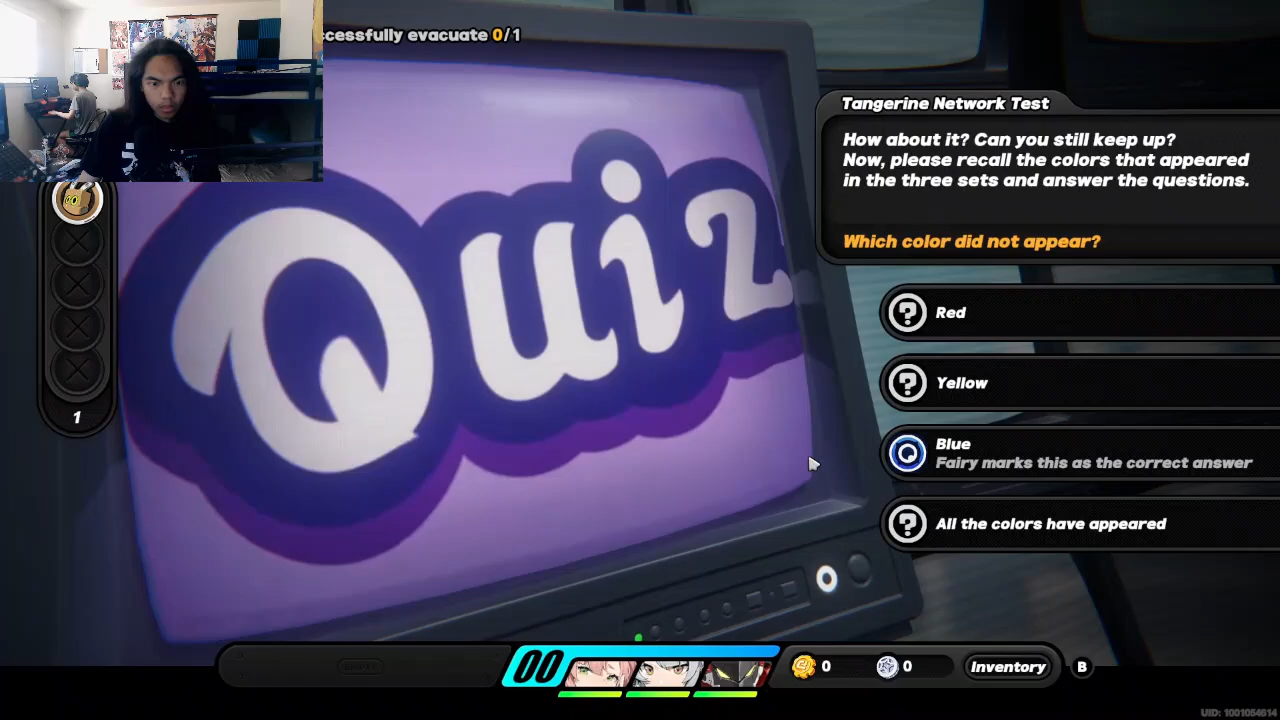 ccessfully evacuate 0/1
Tangerine Network Test
How about it? Can you still keep up?
Now, please recall the colors that appeared
in the three sets and answer the questions.
Which color did not appear?
Quiz
Red
Yellow
Blue
Fairy marks this as the correct answer
All the colors have appeared
1
EMPTY
00
0
0
Inventory
B
UID: 1001054614